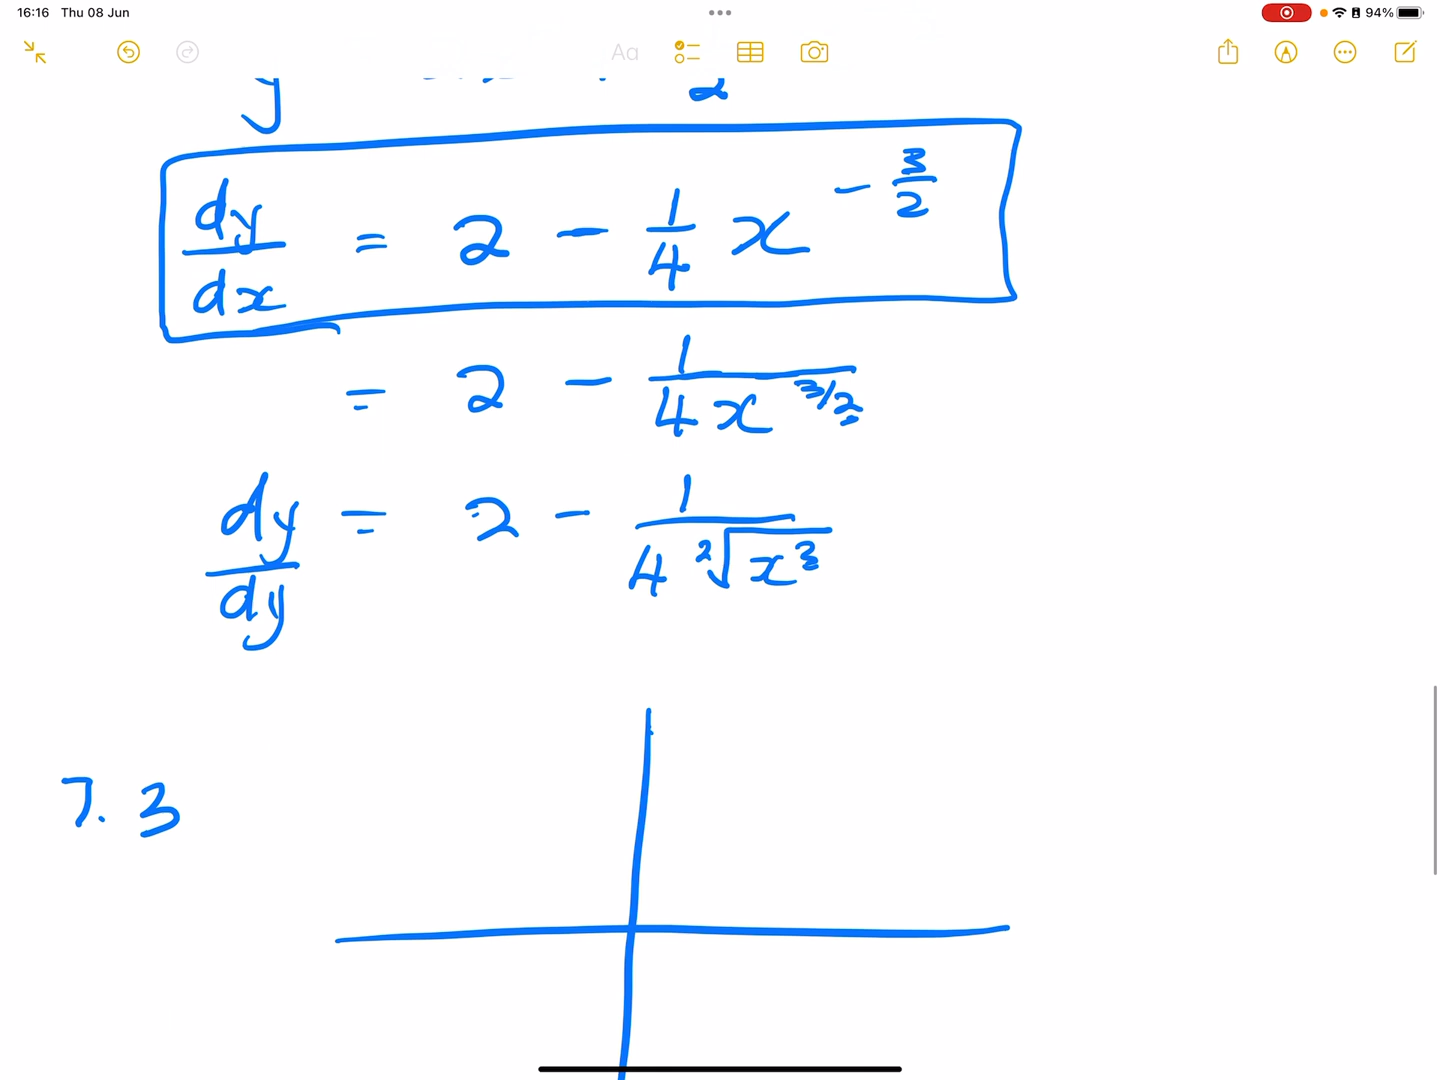 16:16 Thu 08 Jun 94%
Aa
y 2
dy/dx = 2 - 1/4 x^(-3/2)
= 2 - 1/(4x^(3/2))
dy/dy = 2 - 1/(4 ²√(x³))
7.3